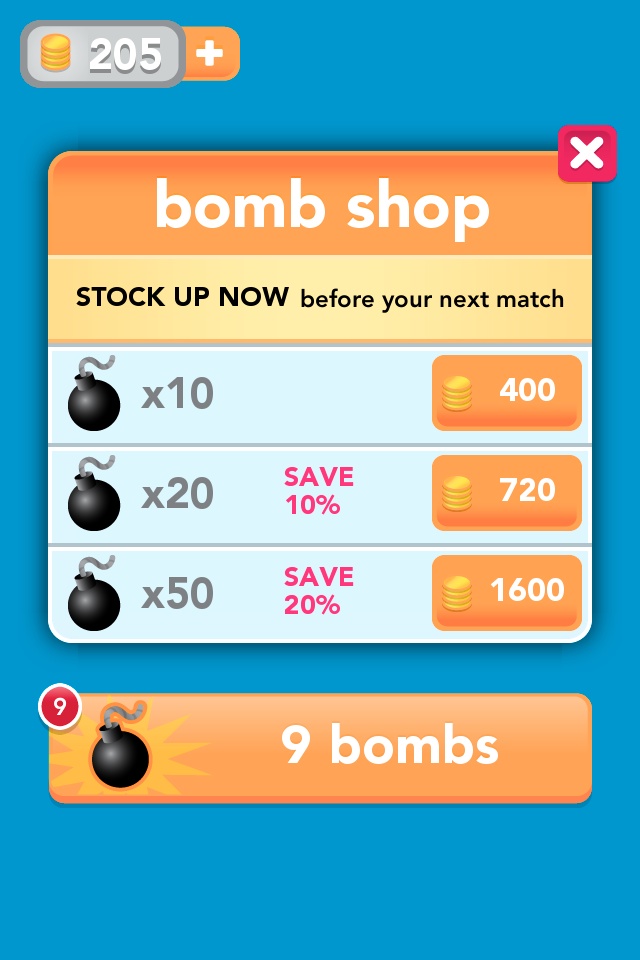 205 +
bomb shop
STOCK UP NOW before your next match
x10 400
x20 SAVE 10% 720
x50 SAVE 20% 1600
9
9 bombs